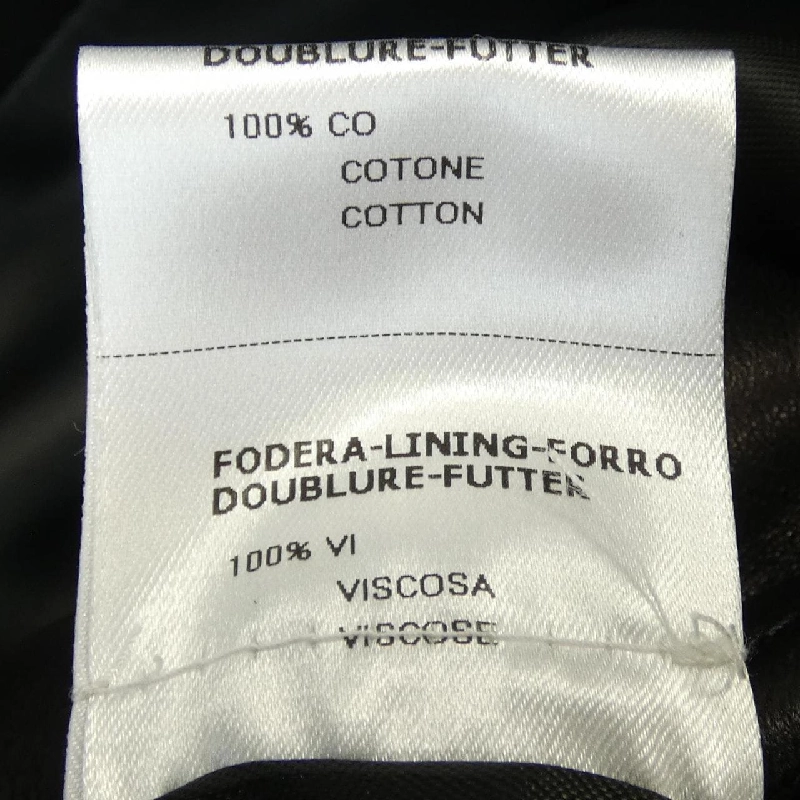 DOUBLURE-FUTTER
100% CO
COTONE
COTTON
FODERA-LINING-FORRO
DOUBLURE-FUTTER
100% VI
VISCOSA
VISCOSE